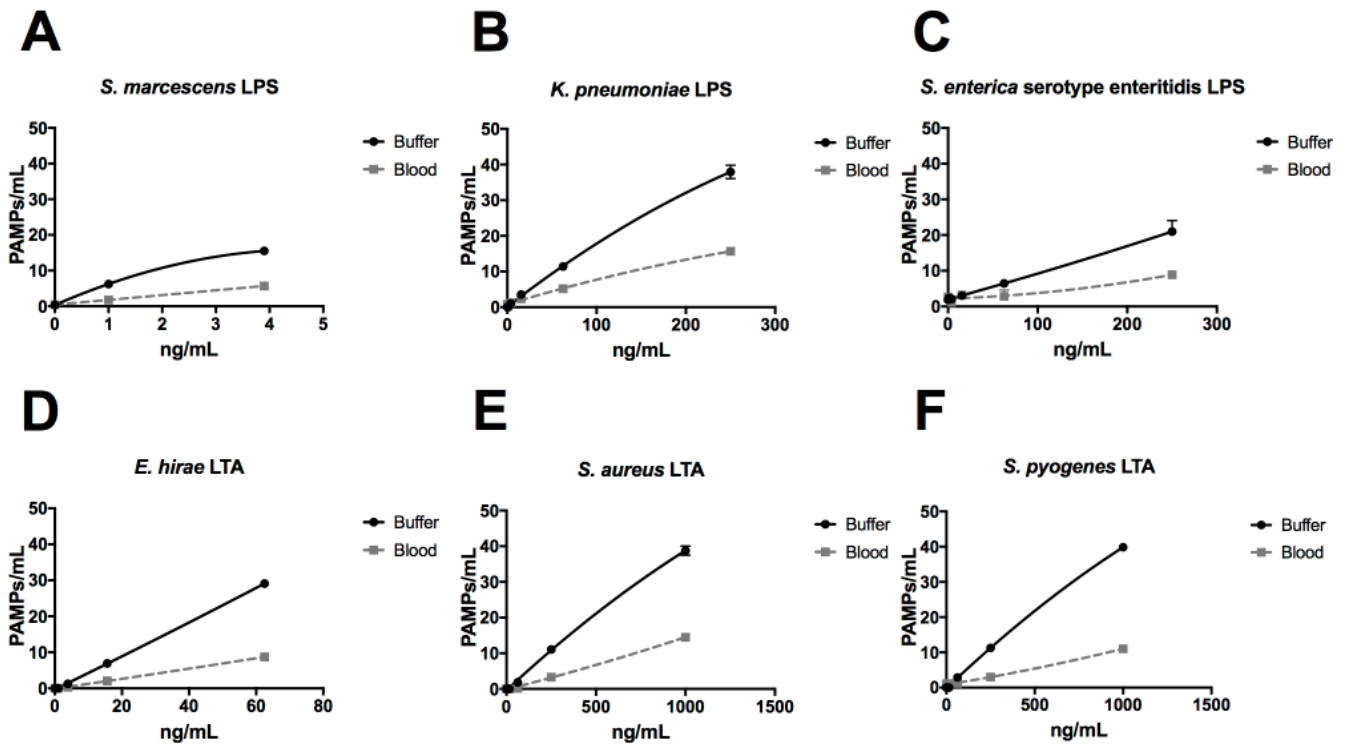 A
S. marcescens LPS
PAMPs/mL
50
40
30
20
10
0
0 1 2 3 4 5
ng/mL
Buffer
Blood
B
K. pneumoniae LPS
PAMPs/mL
50
40
30
20
10
0
0 100 200 300
ng/mL
Buffer
Blood
C
S. enterica serotype enteritidis LPS
PAMPs/mL
50
40
30
20
10
0
0 100 200 300
ng/mL
Buffer
Blood
D
E. hirae LTA
PAMPs/mL
50
40
30
20
10
0
0 20 40 60 80
ng/mL
Buffer
Blood
E
S. aureus LTA
PAMPs/mL
50
40
30
20
10
0
0 500 1000 1500
ng/mL
Buffer
Blood
F
S. pyogenes LTA
PAMPs/mL
50
40
30
20
10
0
0 500 1000 1500
ng/mL
Buffer
Blood